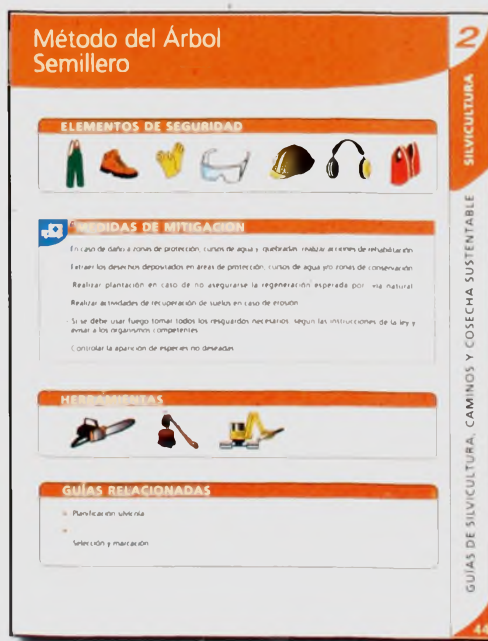 Método del Árbol
Semillero
2
SILVICULTURA
ELEMENTOS DE SEGURIDAD
MEDIDAS DE MITIGACIÓN
En caso de daño a zonas de protección, cursos de agua y quebradas realizar acciones de rehabilitación
Extraer los desechos depositados en áreas de protección, cursos de agua y/o zonas de conservación
Realizar plantación en caso de no asegurarse la regeneración esperada por vía natural
Realizar actividades de recuperación de suelos en caso de erosión
- Si se debe usar fuego tomar todos los resguardos necesarios según las instrucciones de la ley y
avisar a los organismos competentes
Controlar la aparición de especies no deseadas
HERRAMIENTAS
GUÍAS RELACIONADAS
Planificación silvícola
Selección y marcación
GUÍAS DE SILVICULTURA, CAMINOS Y COSECHA SUSTENTABLE
44